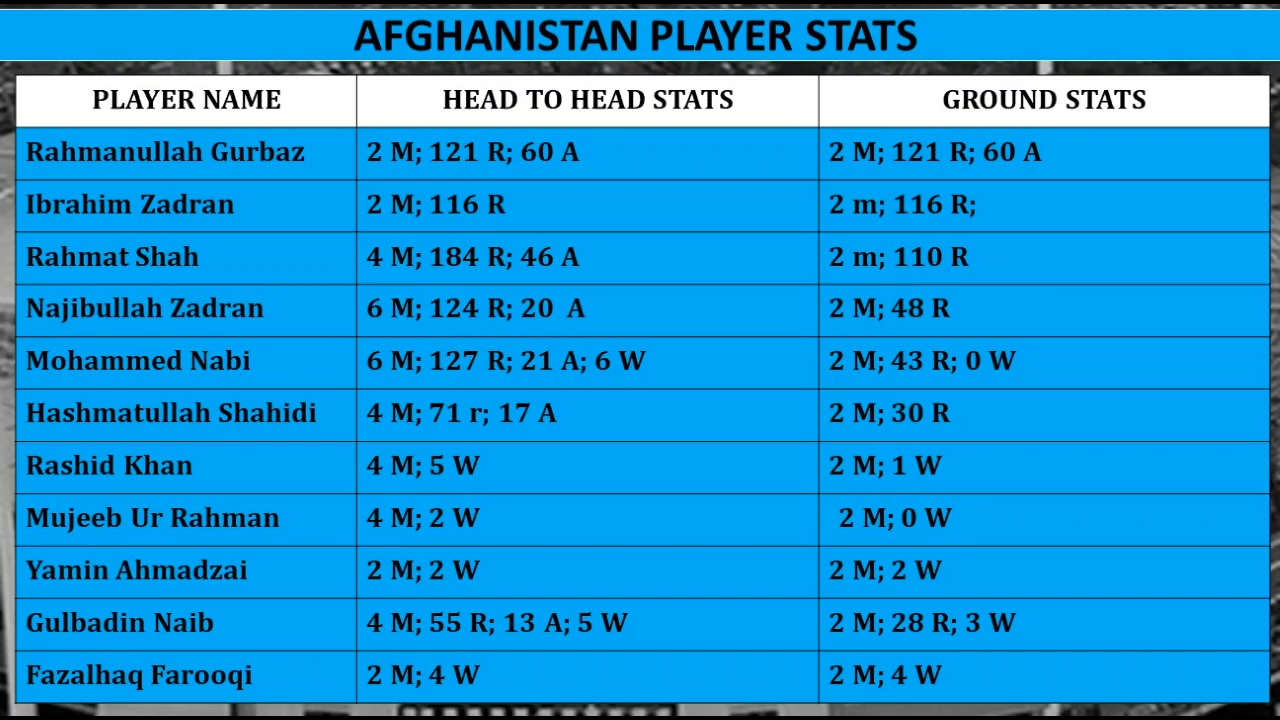 AFGHANISTAN PLAYER STATS
PLAYER NAME HEAD TO HEAD STATS GROUND STATS
Rahmanullah Gurbaz 2 M; 121 R; 60 A 2 M; 121 R; 60 A
Ibrahim Zadran 2 M; 116 R 2 m; 116 R;
Rahmat Shah 4 M; 184 R; 46 A 2 m; 110 R
Najibullah Zadran 6 M; 124 R; 20 A 2 M; 48 R
Mohammed Nabi 6 M; 127 R; 21 A; 6 W 2 M; 43 R; 0 W
Hashmatullah Shahidi 4 M; 71 r; 17 A 2 M; 30 R
Rashid Khan 4 M; 5 W 2 M; 1 W
Mujeeb Ur Rahman 4 M; 2 W 2 M; 0 W
Yamin Ahmadzai 2 M; 2 W 2 M; 2 W
Gulbadin Naib 4 M; 55 R; 13 A; 5 W 2 M; 28 R; 3 W
Fazalhaq Farooqi 2 M; 4 W 2 M; 4 W